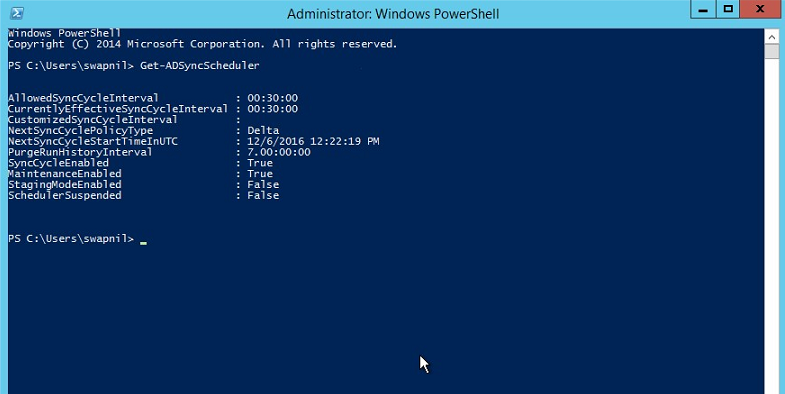 Administrator: Windows PowerShell
Windows PowerShell
Copyright (C) 2014 Microsoft Corporation. All rights reserved.
PS C:\Users\swapnil> Get-ADSyncScheduler
AllowedSyncCycleInterval : 00:30:00
CurrentlyEffectiveSyncCycleInterval : 00:30:00
CustomizedSyncCycleInterval :
NextSyncCyclePolicyType : Delta
NextSyncCycleStartTimeInUTC : 12/6/2016 12:22:19 PM
PurgeRunHistoryInterval : 7.00:00:00
SyncCycleEnabled : True
MaintenanceEnabled : True
StagingModeEnabled : False
SchedulerSuspended : False
PS C:\Users\swapnil> _